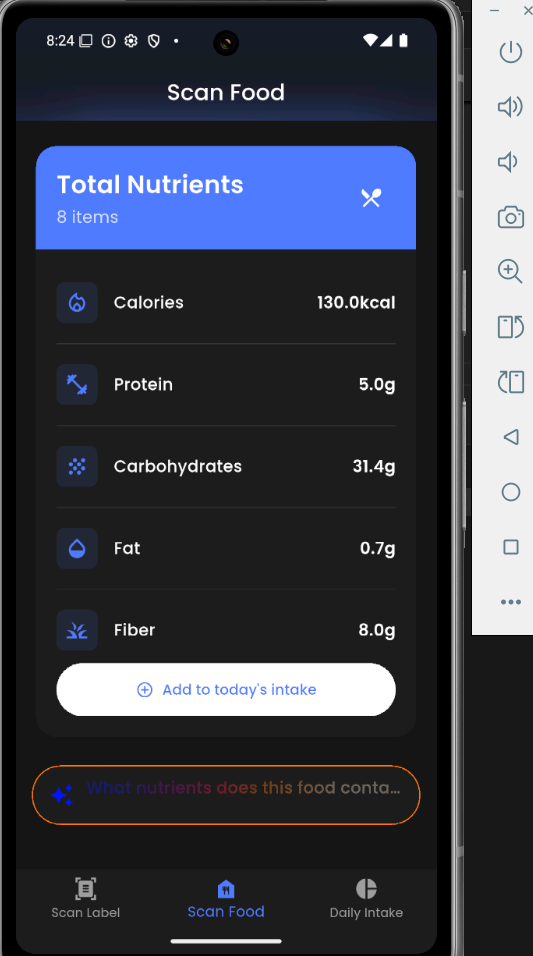 8:24
Scan Food
Total Nutrients
8 items
Calories 130.0kcal
Protein 5.0g
Carbohydrates 31.4g
Fat 0.7g
Fiber 8.0g
Add to today's intake
What nutrients does this food conta...
Scan Label Scan Food Daily Intake